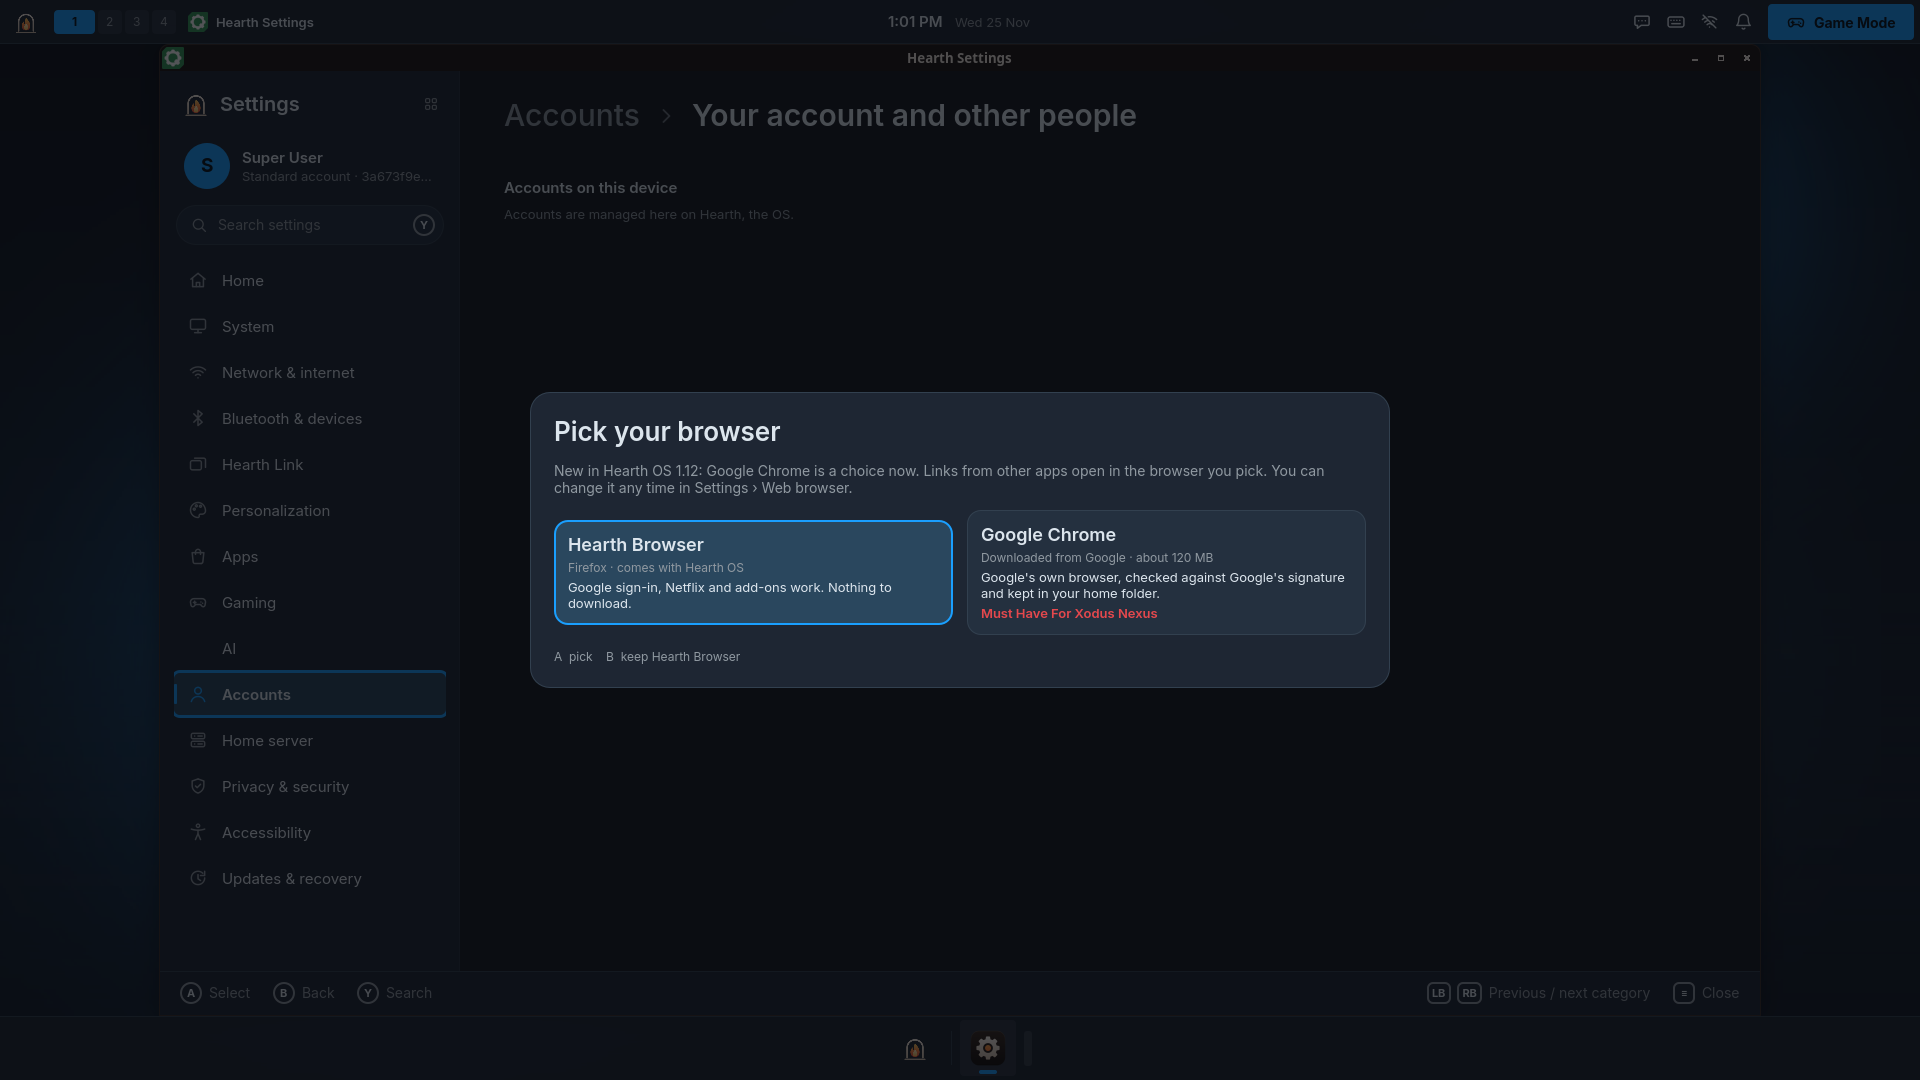 1 2 3 4 Hearth Settings
1:01 PM Wed 25 Nov
Game Mode
Hearth Settings
Settings
S
Super User
Standard account · 3a673f9e...
Search settings Y
Home
System
Network & internet
Bluetooth & devices
Hearth Link
Personalization
Apps
Gaming
AI
Accounts
Home server
Privacy & security
Accessibility
Updates & recovery
Accounts › Your account and other people
Accounts on this device
Accounts are managed here on Hearth, the OS.
Pick your browser
New in Hearth OS 1.12: Google Chrome is a choice now. Links from other apps open in the browser you pick. You can
change it any time in Settings › Web browser.
Hearth Browser
Firefox · comes with Hearth OS
Google sign-in, Netflix and add-ons work. Nothing to
download.
Google Chrome
Downloaded from Google · about 120 MB
Google's own browser, checked against Google's signature
and kept in your home folder.
Must Have For Xodus Nexus
A pick B keep Hearth Browser
A Select B Back Y Search
LB RB Previous / next category ≡ Close